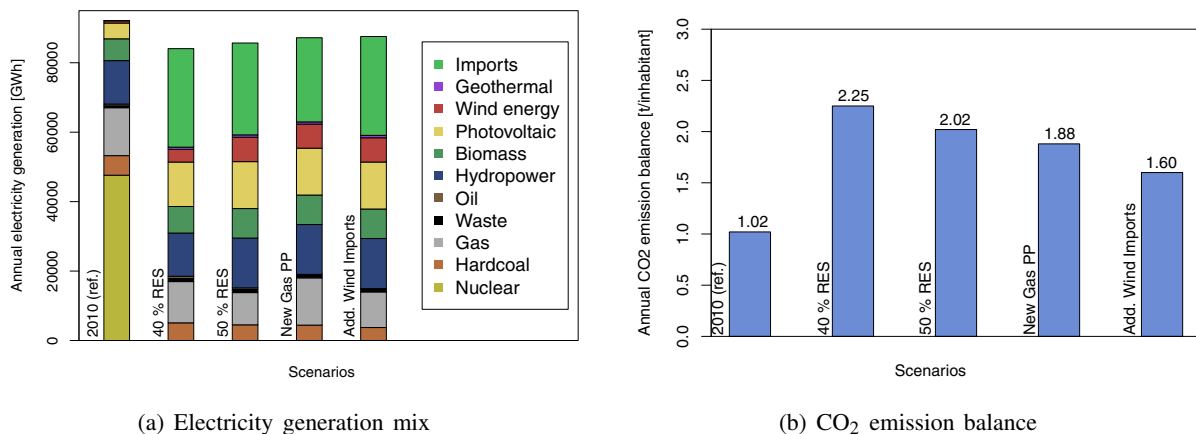 Annual electricity generation [GWh]
80000
60000
40000
20000
0
2010 (ref.)
40 % RES
50 % RES
New Gas PP
Add. Wind Imports
Imports
Geothermal
Wind energy
Photovoltaic
Biomass
Hydropower
Oil
Waste
Gas
Hardcoal
Nuclear
Scenarios
(a) Electricity generation mix
Annual CO2 emission balance [t/inhabitant]
3.0
2.5
2.0
1.5
1.0
0.5
0.0
1.02
2.25
2.02
1.88
1.60
2010 (ref.)
40 % RES
50 % RES
New Gas PP
Add. Wind Imports
Scenarios
(b) CO2 emission balance